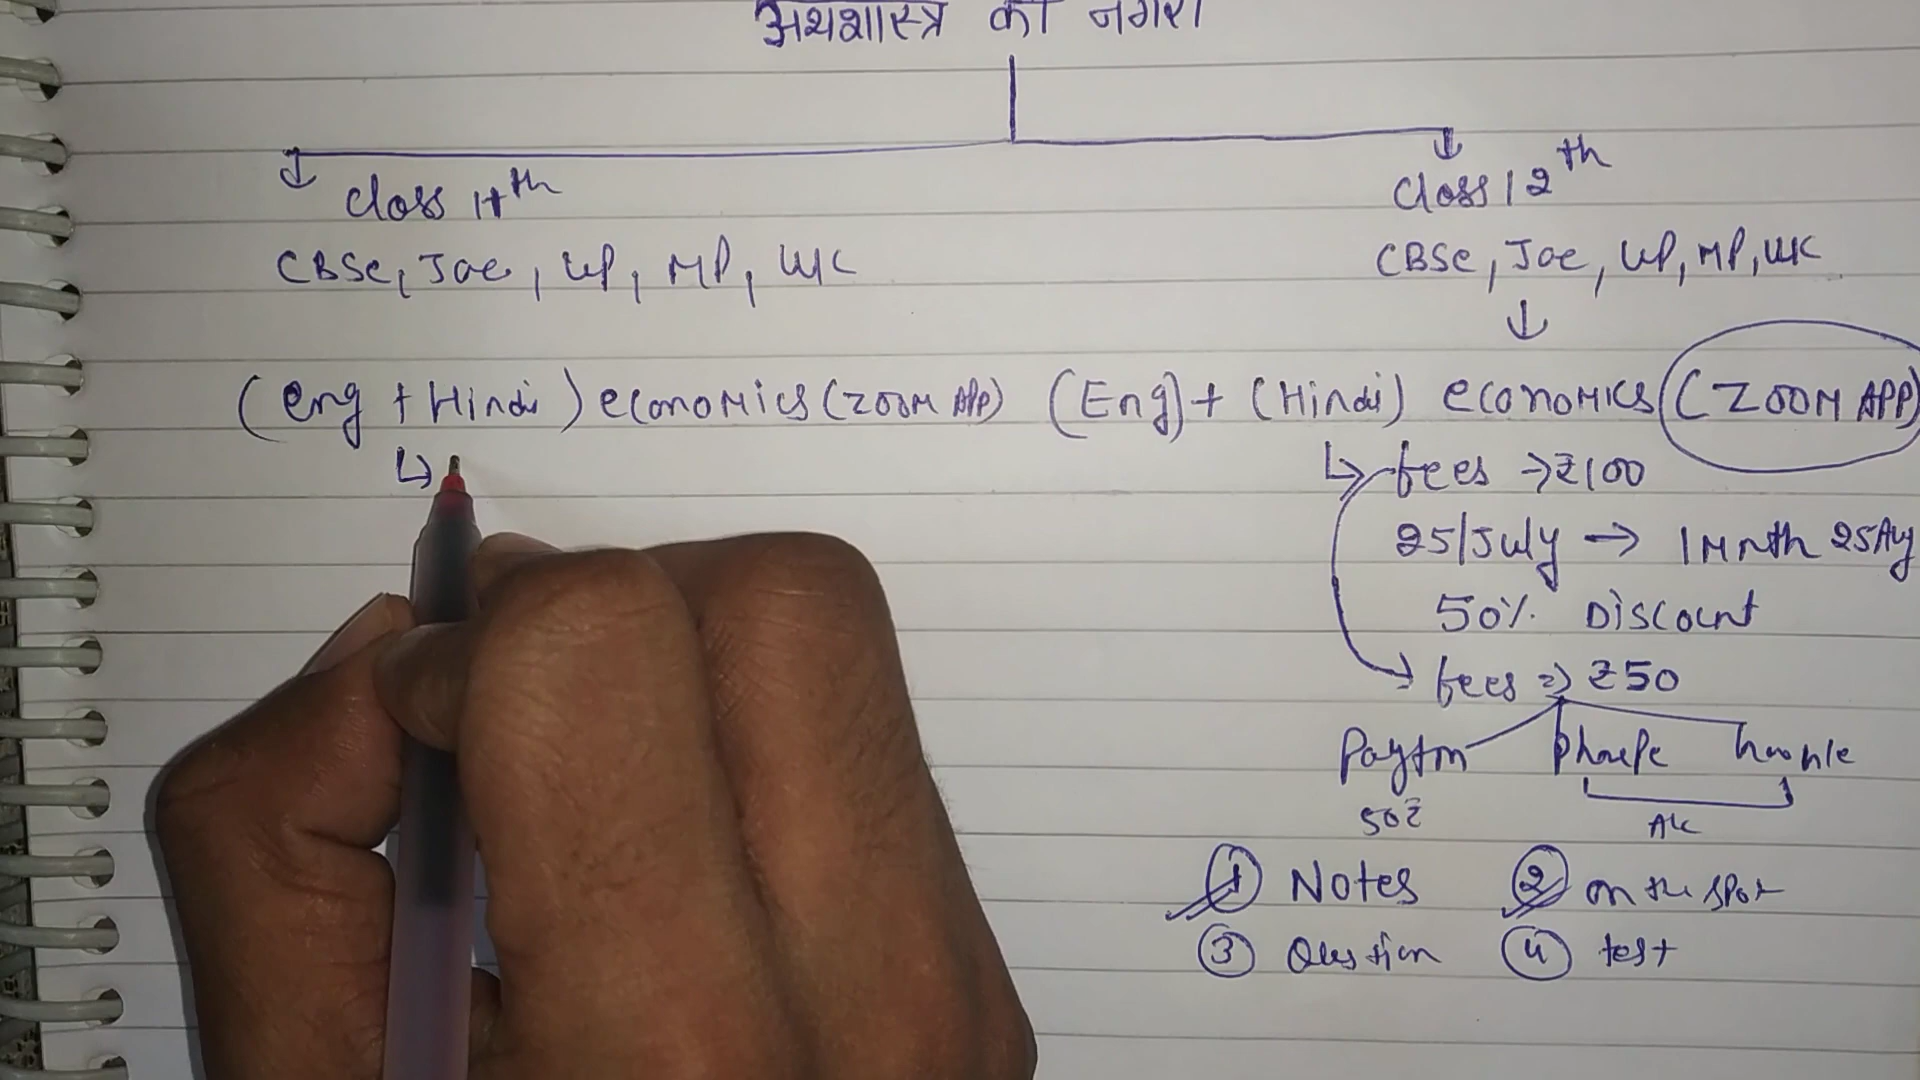 अर्थशास्त्र की नगरी
Class 11th
CBSE, Jac, UP, MP, UK
(Eng + Hindi) economics (ZOOM APP)
Class 12th
CBSE, Jac, UP, MP, UK
(Eng) + (Hindi) economics (ZOOM APP)
fees → ₹100
25/July → 1 Month 25 Aug
50% Discount
fees ⇒ ₹50
Paytm Phonepe
50₹
① Notes ② on the spot
③ Question ④ test